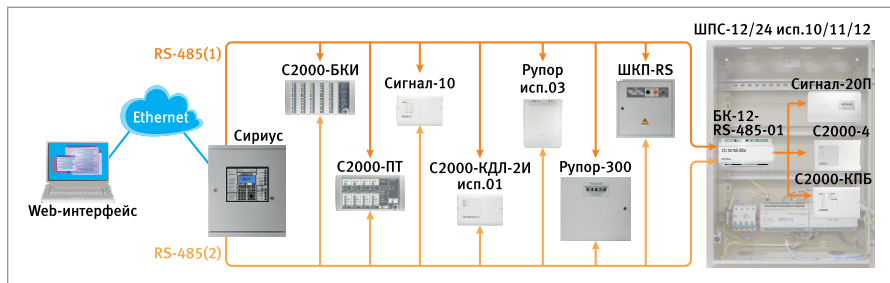 ШПС-12/24 исп.10/11/12
RS-485(1)
С2000-БКИ
Сигнал-10
Рупор
исп.03
ШКП-RS
Сигнал-20П
Ethernet
Сириус
БК-12-
RS-485-01
С2000-4
С2000-ПТ
С2000-КДЛ-2И
исп.01
Рупор-300
С2000-КПБ
Web-интерфейс
RS-485(2)